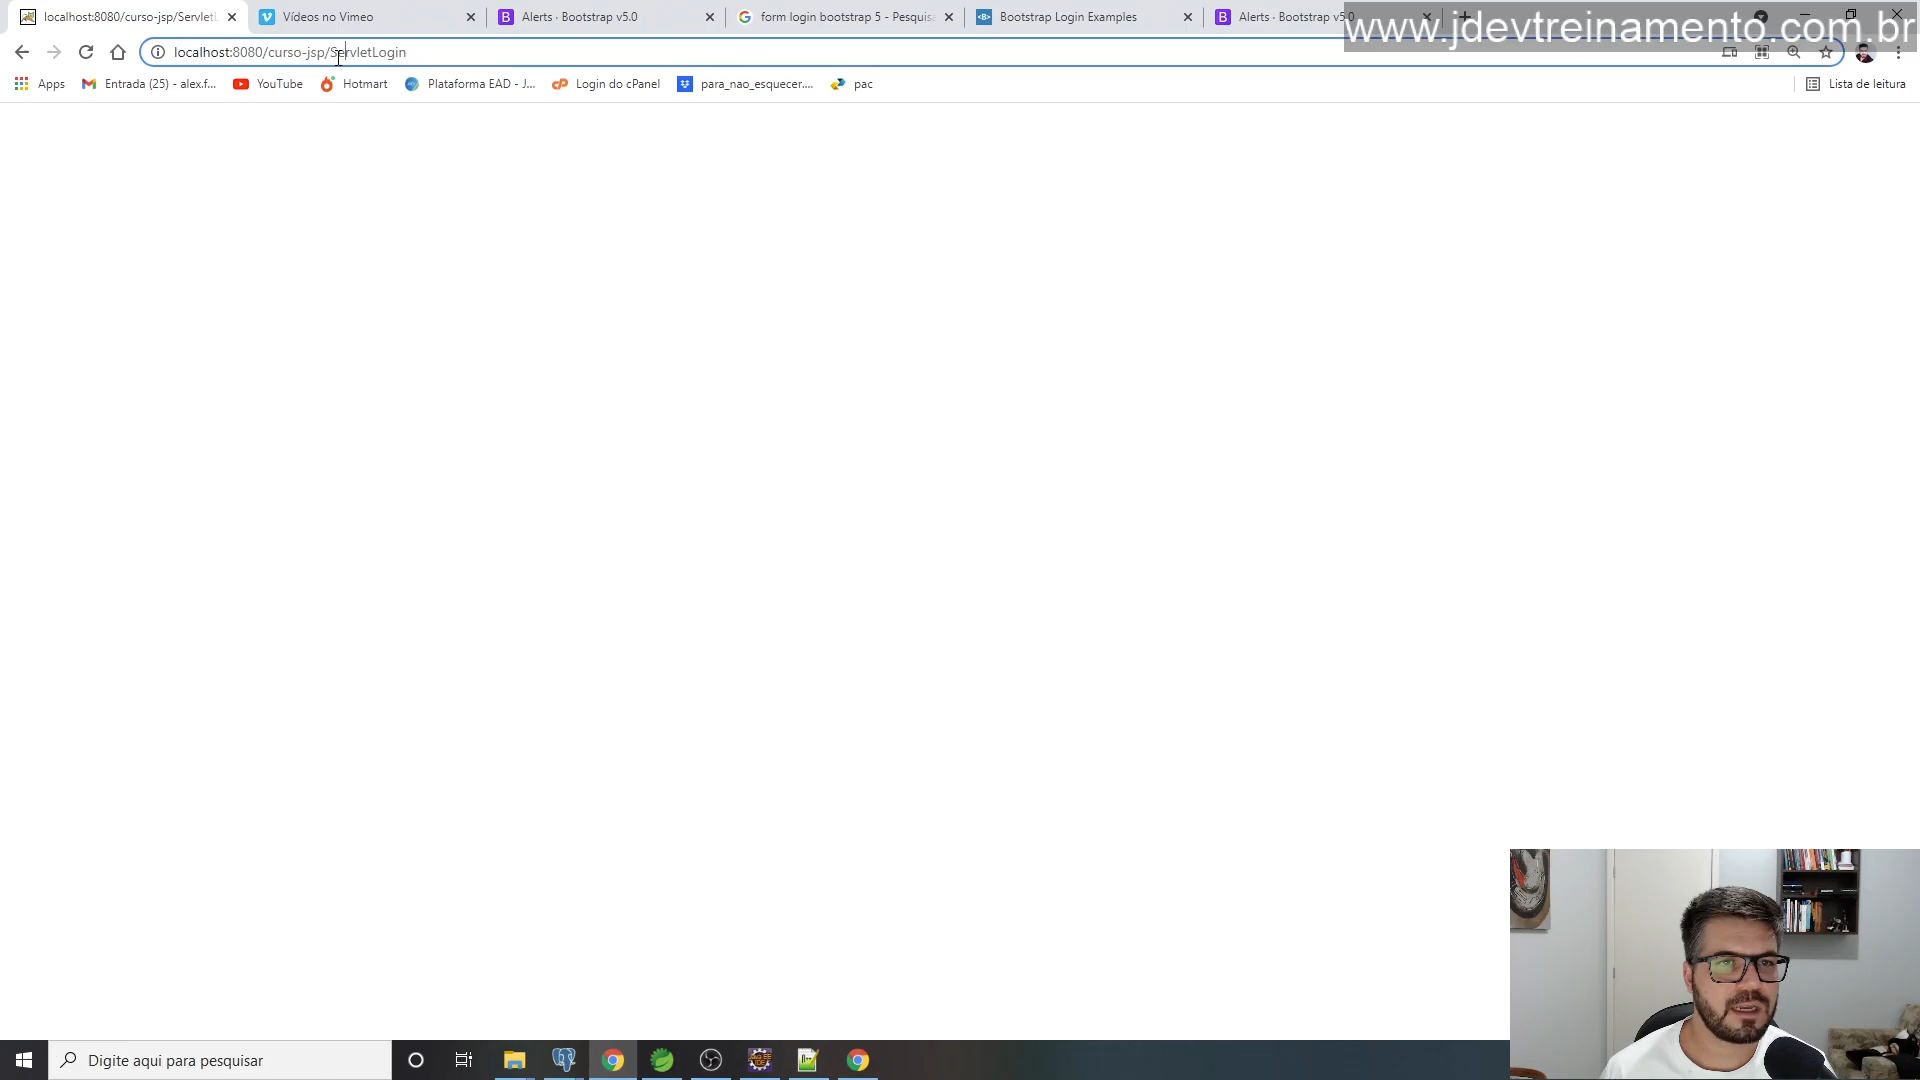 localhost:8080/curso-jsp/ServletL
Vídeos no Vimeo
Alerts · Bootstrap v5.0
form login bootstrap 5 - Pesquisa
Bootstrap Login Examples
Alerts · Bootstrap v5.0
www.jdevtreinamento.com.br
localhost:8080/curso-jsp/ServletLogin
Apps
Entrada (25) - alex.f...
YouTube
Hotmart
Plataforma EAD - J...
Login do cPanel
para_nao_esquecer....
pac
Lista de leitura
Digite aqui para pesquisar